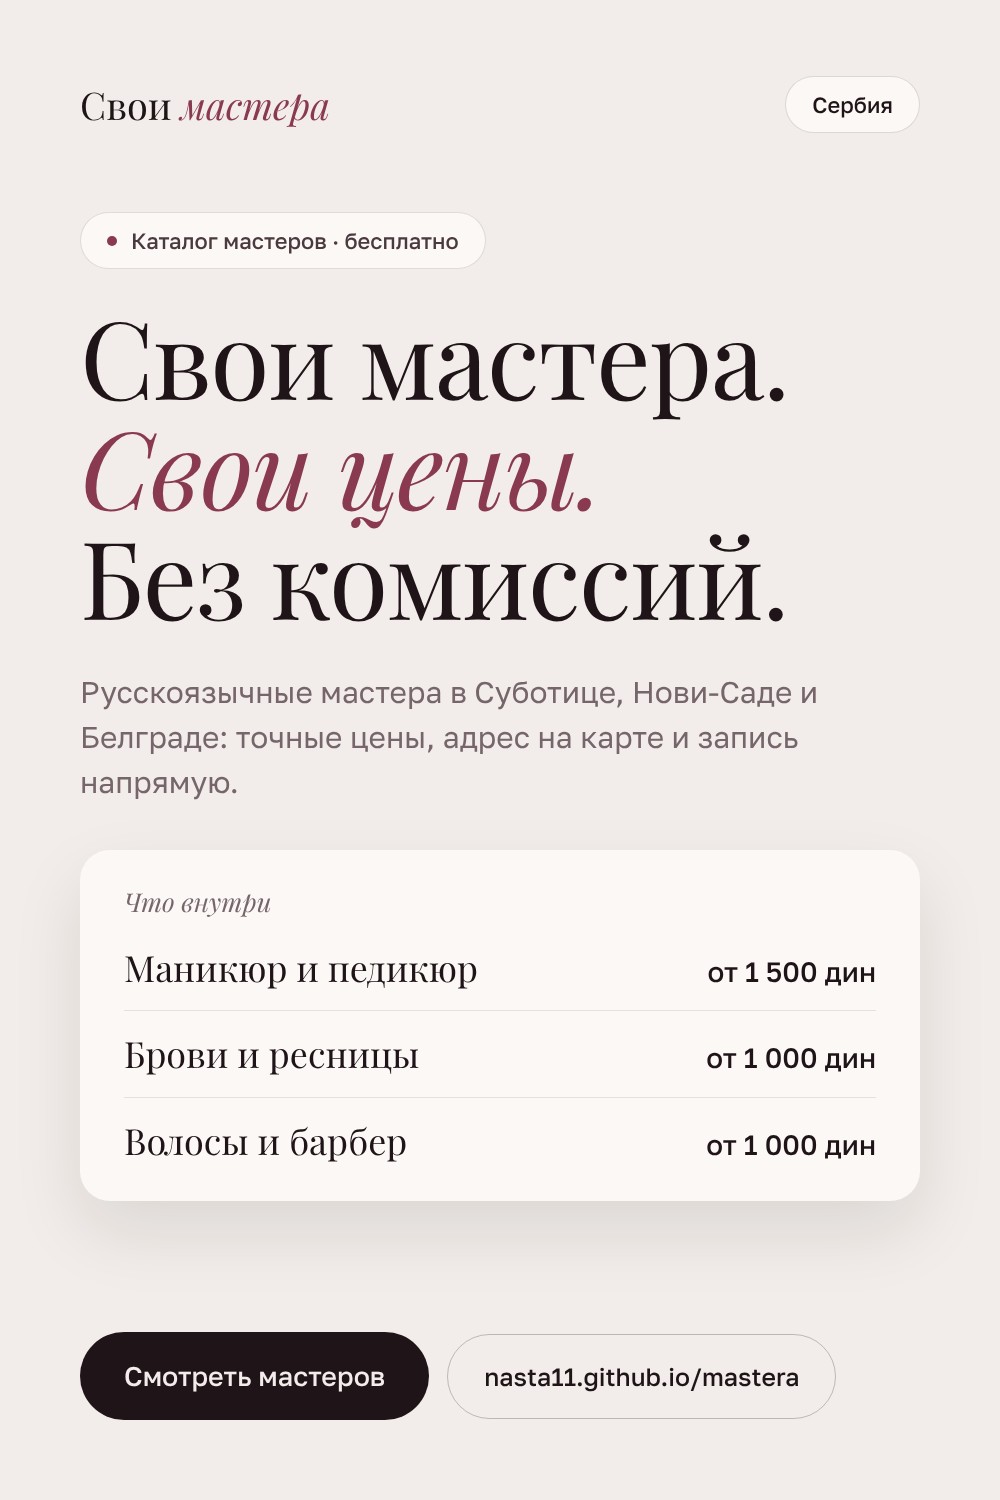 Свои мастера
Сербия
Каталог мастеров · бесплатно
Свои мастера.
Свои цены.
Без комиссий.
Русскоязычные мастера в Суботице, Нови-Саде и
Белграде: точные цены, адрес на карте и запись
напрямую.
Что внутри
Маникюр и педикюр от 1 500 дин
Брови и ресницы от 1 000 дин
Волосы и барбер от 1 000 дин
Смотреть мастеров
nasta11.github.io/mastera